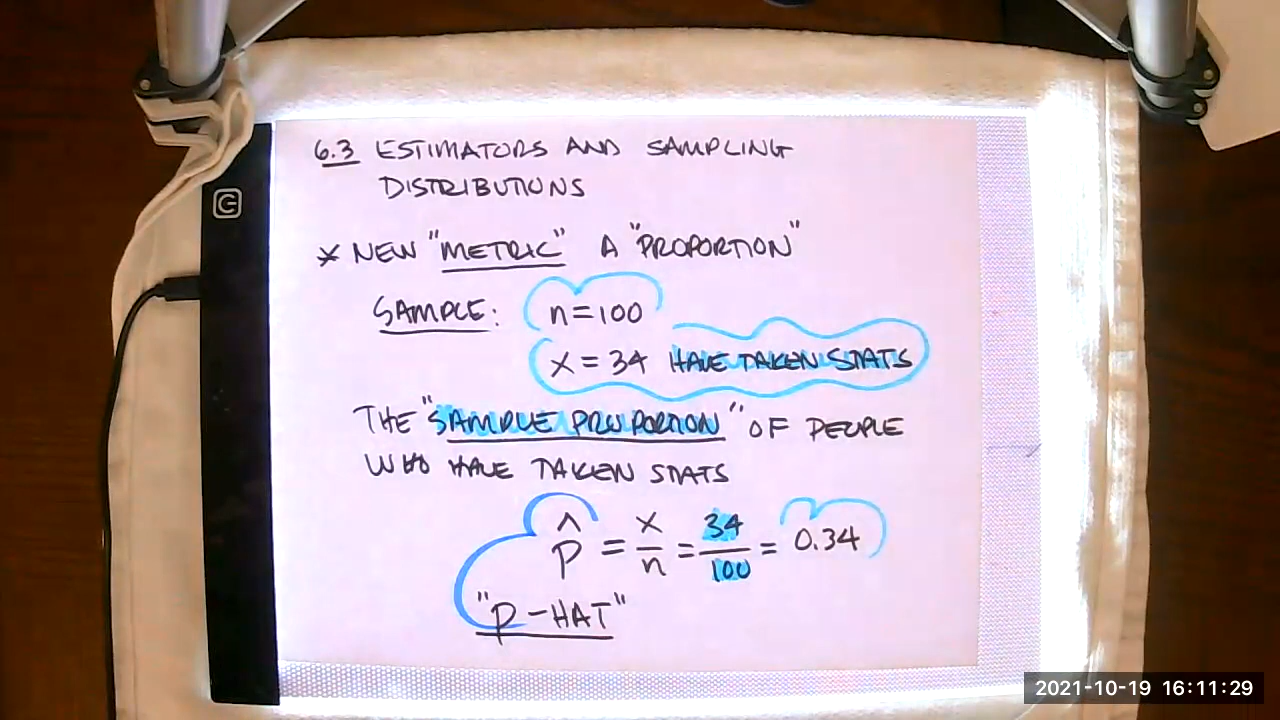 6.3 ESTIMATORS AND SAMPLING
DISTRIBUTIONS
* NEW "METRIC" A "PROPORTION"
SAMPLE: n=100
x = 34 HAVE TAKEN STATS
THE "SAMPLE PROPORTION" OF PEOPLE
WHO HAVE TAKEN STATS
p̂ = x/n = 34/100 = 0.34
"p-HAT"
2021-10-19 16:11:29